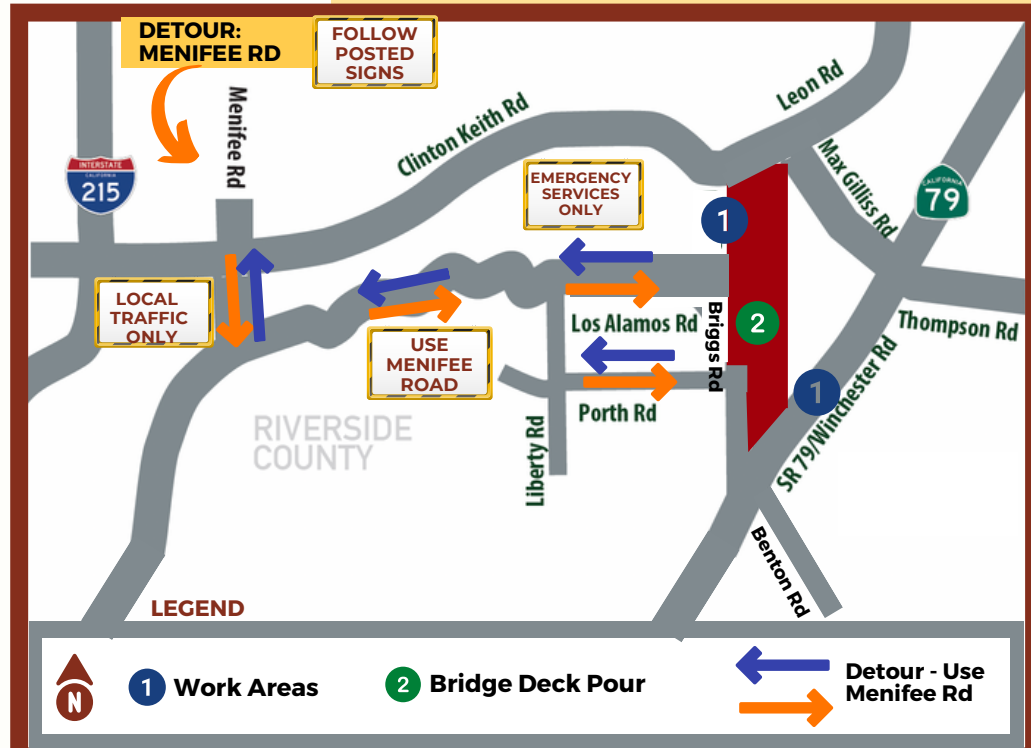 DETOUR:
MENIFEE RD
FOLLOW
POSTED
SIGNS
Menifee Rd
INTERSTATE
CALIFORNIA
215
Clinton Keith Rd
Leon Rd
Max Gilliss Rd
CALIFORNIA
79
EMERGENCY
SERVICES
ONLY
1
LOCAL
TRAFFIC
ONLY
USE
MENIFEE
ROAD
Los Alamos Rd
Briggs Rd
2
Thompson Rd
Porth Rd
1
SR 79/Winchester Rd
RIVERSIDE
COUNTY
Liberty Rd
Benton Rd
LEGEND
N
1 Work Areas
2 Bridge Deck Pour
Detour - Use
Menifee Rd